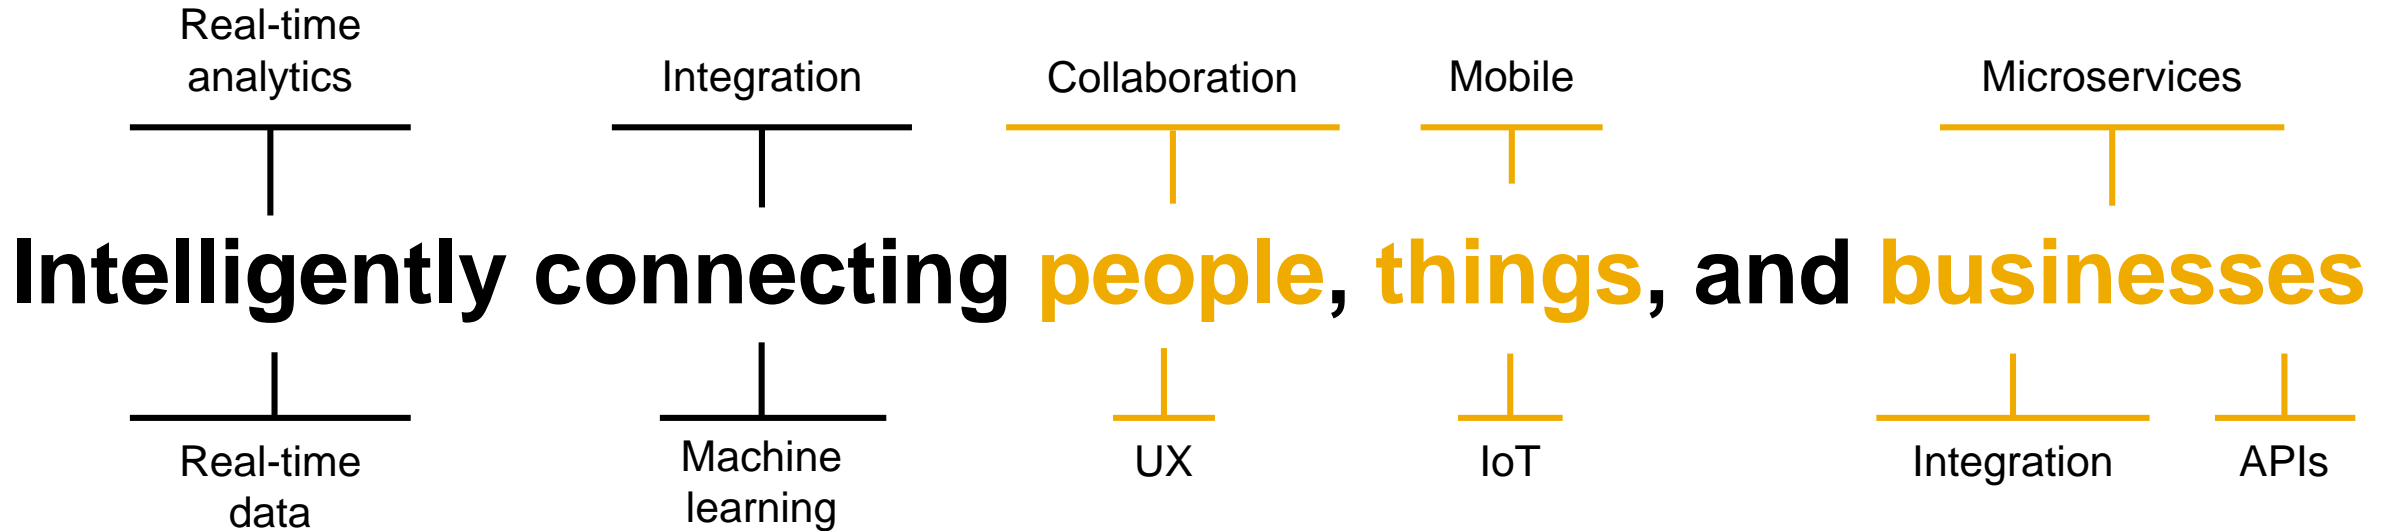 Real-time
analytics
Integration
Collaboration
Mobile
Microservices
Intelligently connecting people, things, and businesses
Real-time
data
Machine
learning
UX
IoT
Integration
APIs